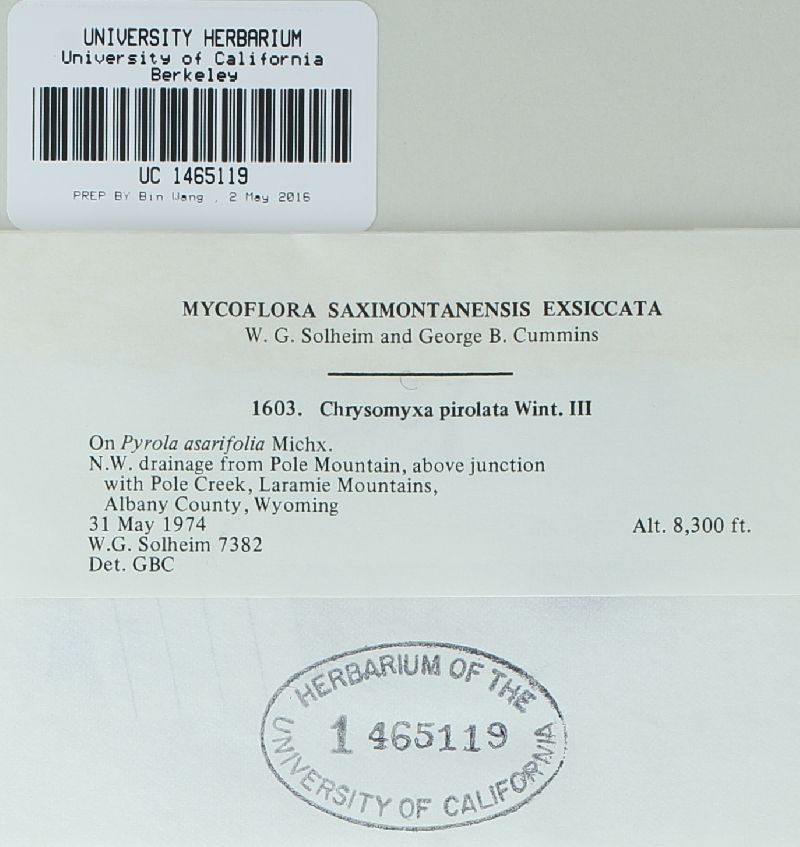 UNIVERSITY HERBARIUM
University of California
Berkeley
UC 1465119
PREP BY Bin Wang , 2 May 2016
MYCOFLORA SAXIMONTANENSIS EXSICCATA
W. G. Solheim and George B. Cummins
1603. Chrysomyxa pirolata Wint. III
On Pyrola asarifolia Michx.
N.W. drainage from Pole Mountain, above junction
with Pole Creek, Laramie Mountains,
Albany County, Wyoming
31 May 1974 Alt. 8,300 ft.
W.G. Solheim 7382
Det. GBC
HERBARIUM OF THE
1 465119
UNIVERSITY OF CALIFORNIA